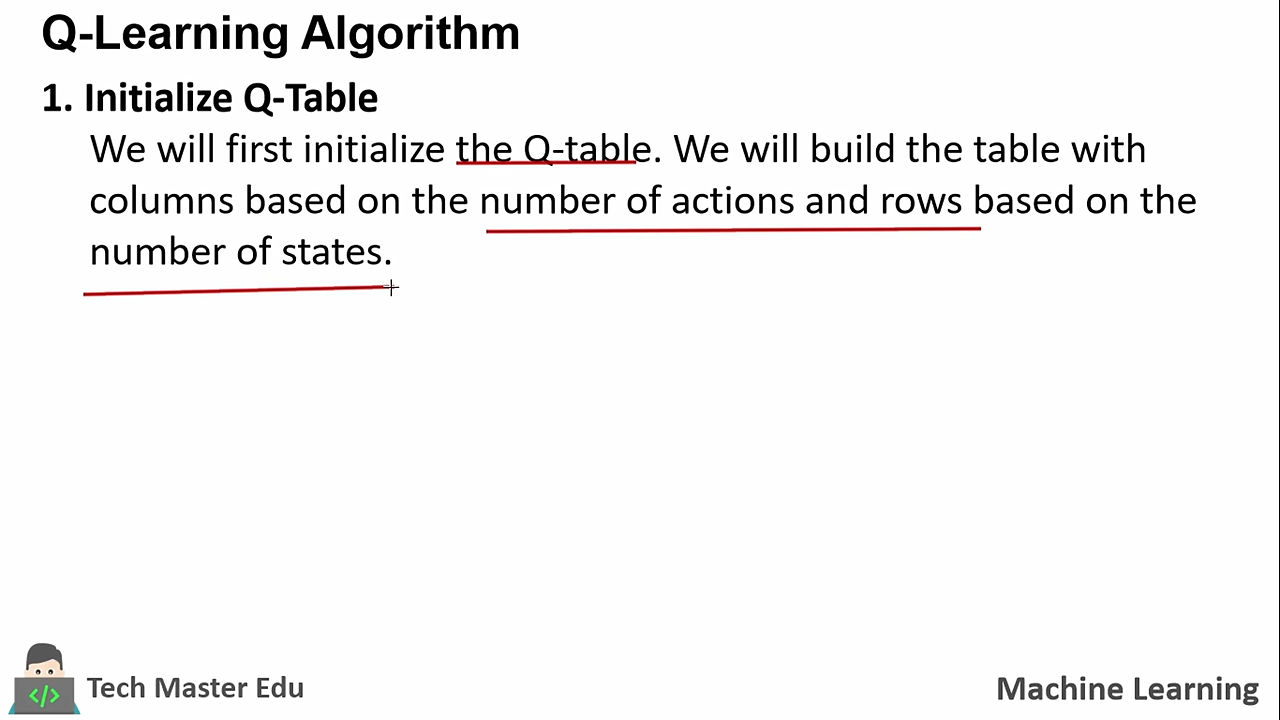 Q-Learning Algorithm
1. Initialize Q-Table
We will first initialize the Q-table. We will build the table with
columns based on the number of actions and rows based on the
number of states.
</>
Tech Master Edu
Machine Learning